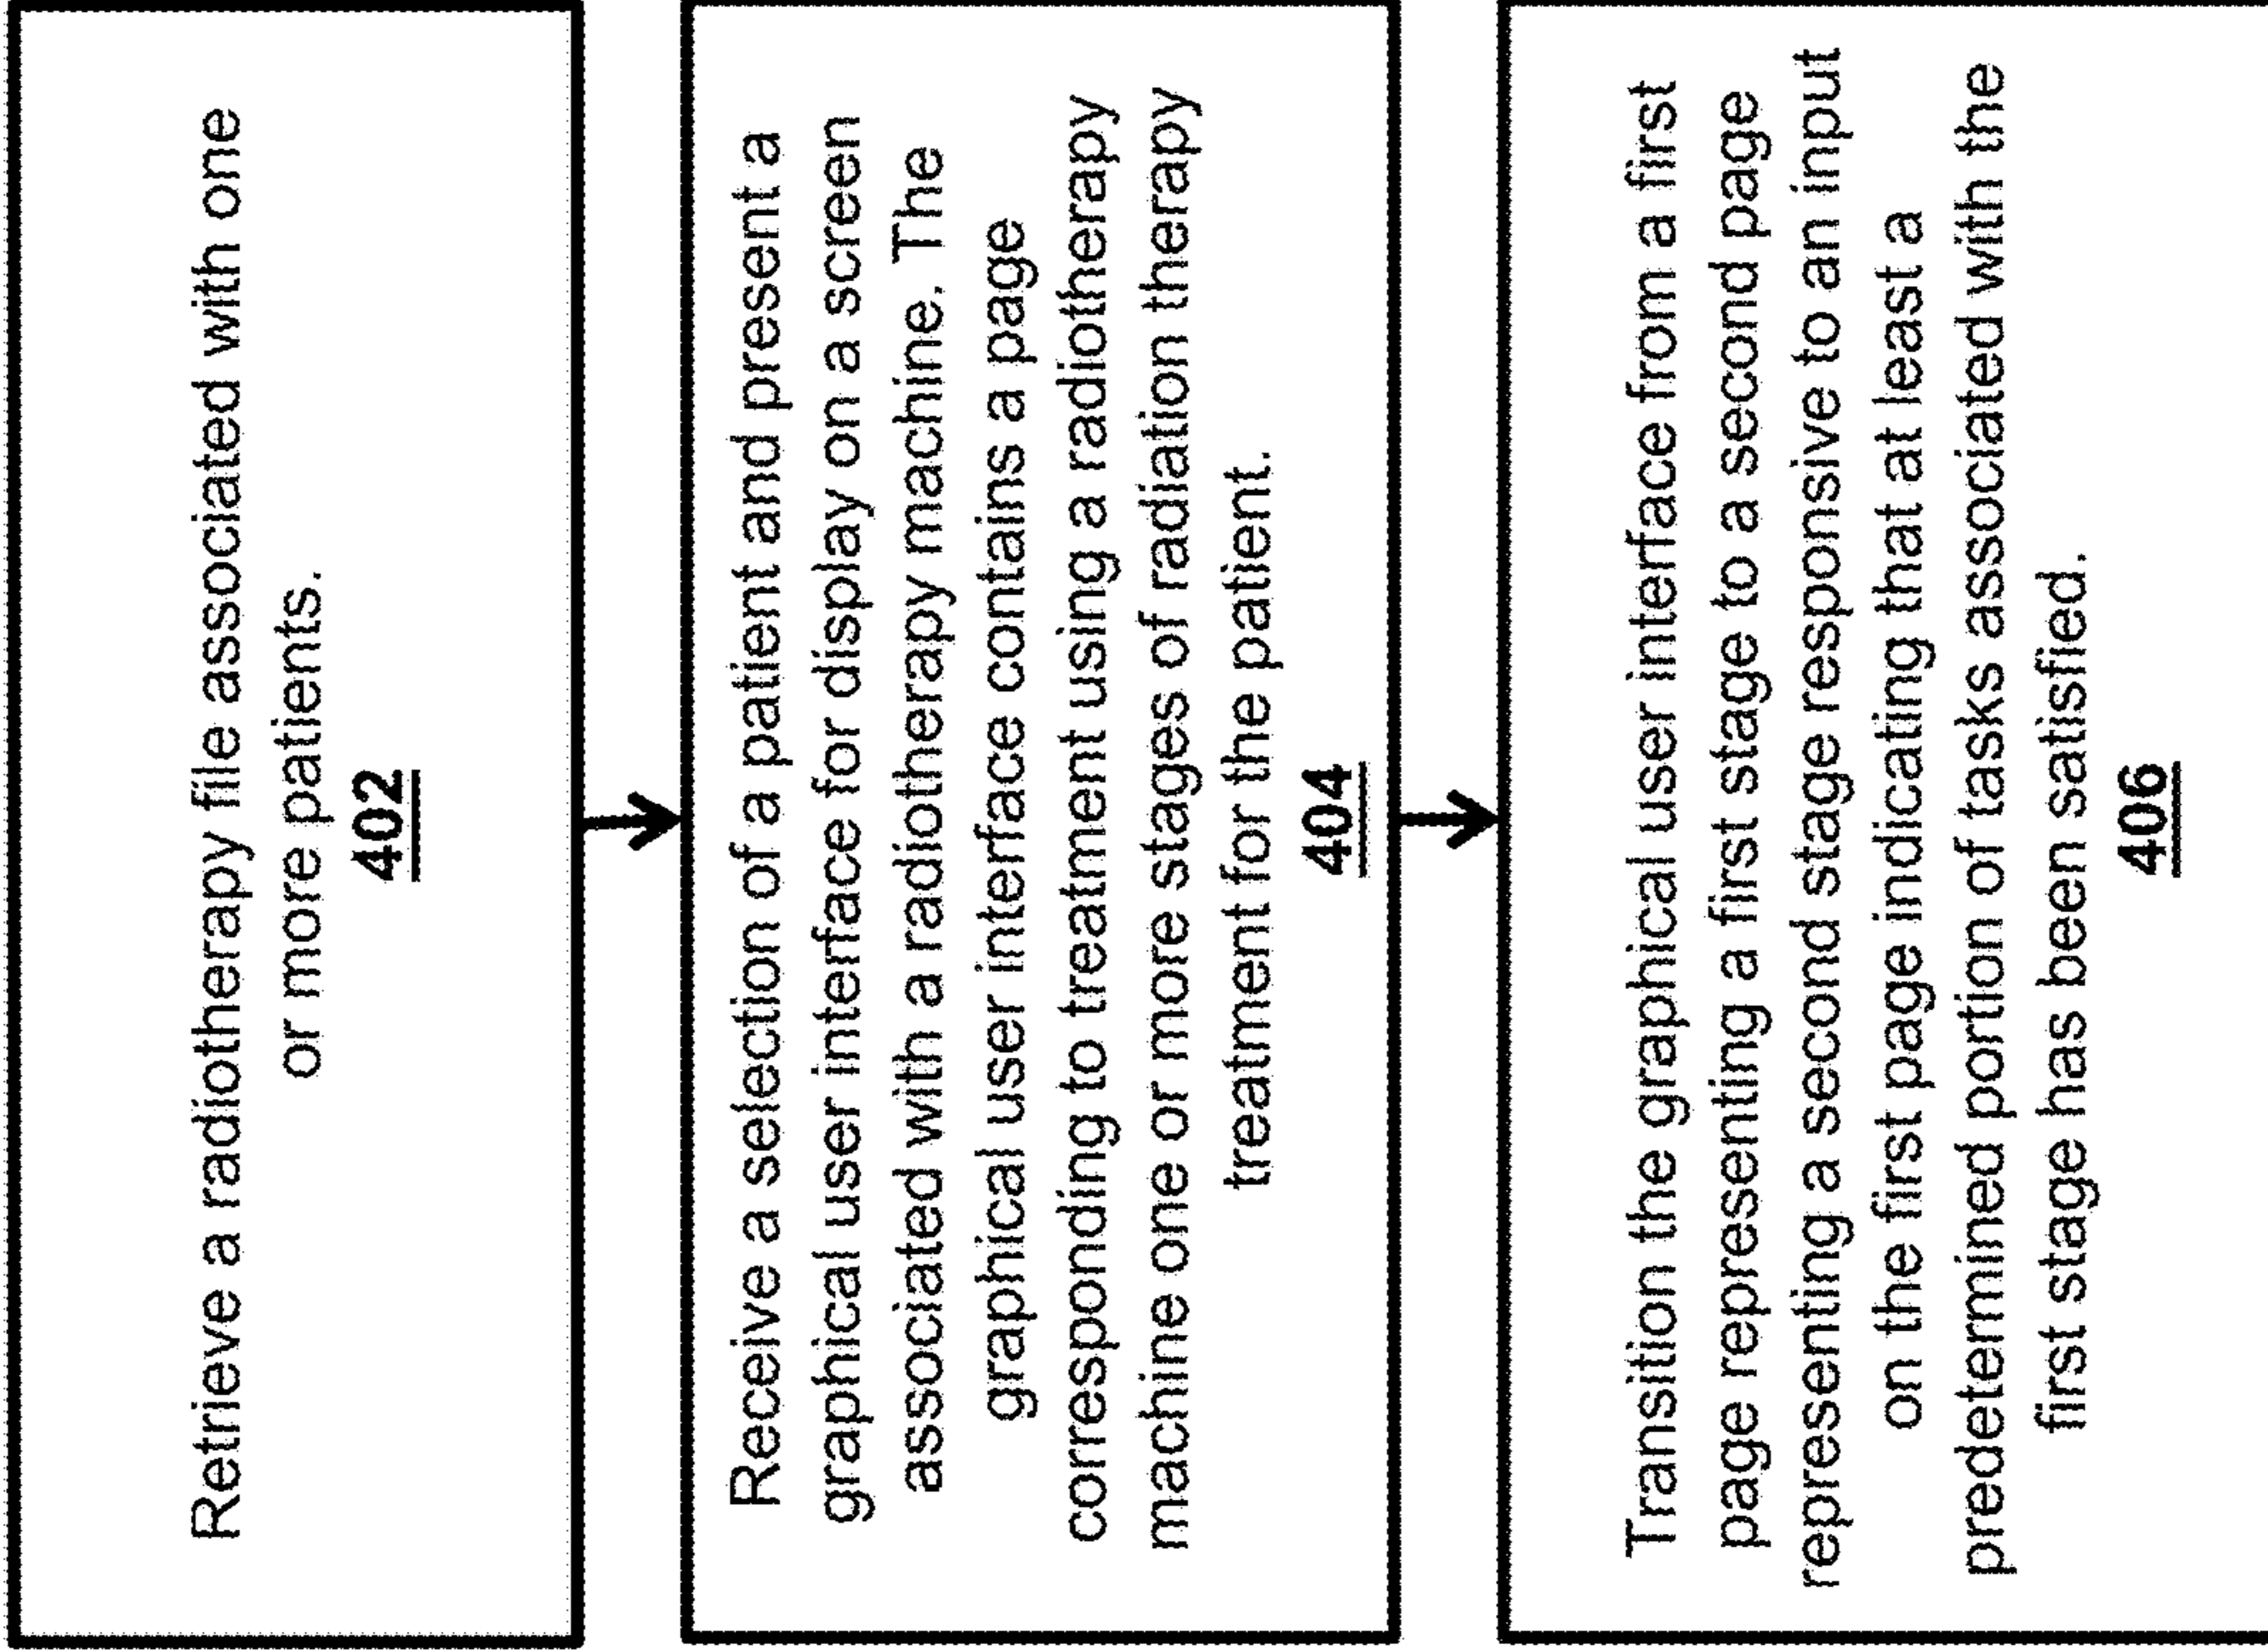 Retrieve a radiotherapy file associated with one
or more patients.
402
Receive a selection of a patient and present a
graphical user interface for display on a screen
associated with a radiotherapy machine. The
graphical user interface contains a page
corresponding to treatment using a radiotherapy
machine one or more stages of radiation therapy
treatment for the patient.
404
Transition the graphical user interface from a first
page representing a first stage to a second page
representing a second stage responsive to an input
on the first page indicating that at least a
predetermined portion of tasks associated with the
first stage has been satisfied.
406